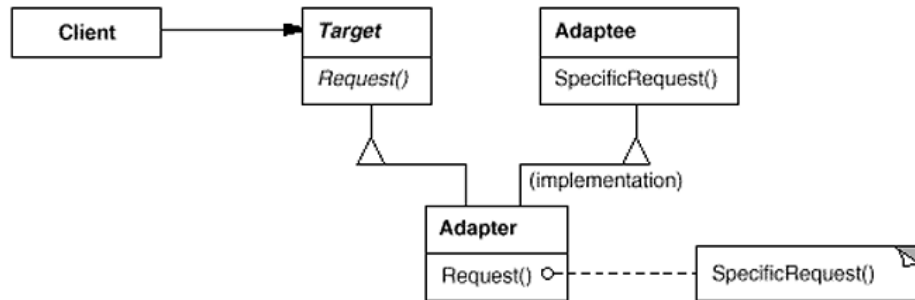 Client
Target
Request()
Adaptee
SpecificRequest()
(implementation)
Adapter
Request()
SpecificRequest()